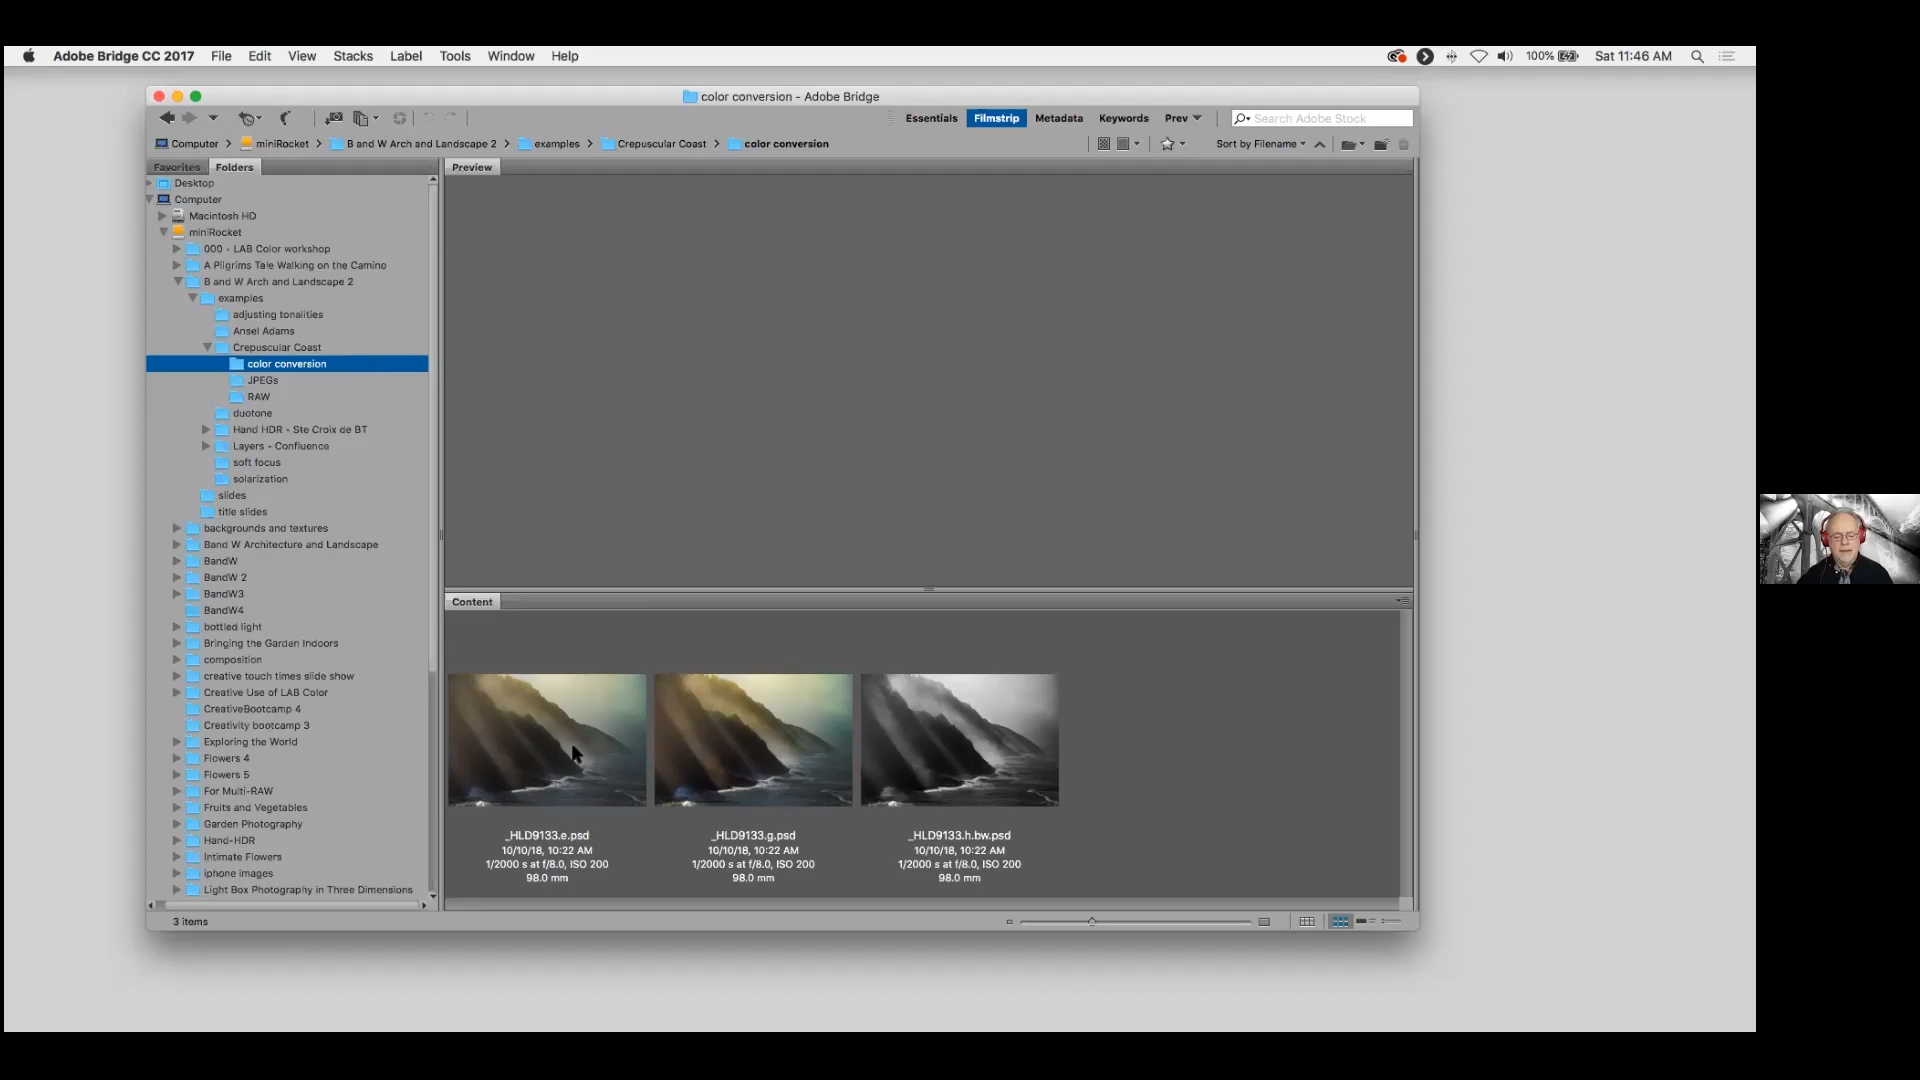 Adobe Bridge CC 2017 File Edit View Stacks Label Tools Window Help 100% Sat 11:46 AM
color conversion - Adobe Bridge
Essentials Filmstrip Metadata Keywords Prev Search Adobe Stock
Computer miniRocket B and W Arch and Landscape 2 examples Crepuscular Coast color conversion Sort by Filename
Favorites Folders Preview
Desktop
Computer
Macintosh HD
miniRocket
000 - LAB Color workshop
A Pilgrims Tale Walking on the Camino
B and W Arch and Landscape 2
examples
adjusting tonalities
Ansel Adams
Crepuscular Coast
color conversion
JPEGs
RAW
duotone
Hand HDR - Ste Croix de BT
Layers - Confluence
soft focus
solarization
slides
title slides
backgrounds and textures
Band W Architecture and Landscape
BandW
BandW 2
BandW3
BandW4
bottled light
Bringing the Garden Indoors
composition
creative touch times slide show
Creative Use of LAB Color
CreativeBootcamp 4
Creativity bootcamp 3
Exploring the World
Flowers 4
Flowers 5
For Multi-RAW
Fruits and Vegetables
Garden Photography
Hand-HDR
Intimate Flowers
iphone images
Light Box Photography in Three Dimensions
Content
_HLD9133.e.psd _HLD9133.g.psd _HLD9133.h.bw.psd
10/10/18, 10:22 AM 10/10/18, 10:22 AM 10/10/18, 10:22 AM
1/2000 s at f/8.0, ISO 200 1/2000 s at f/8.0, ISO 200 1/2000 s at f/8.0, ISO 200
98.0 mm 98.0 mm 98.0 mm
3 items